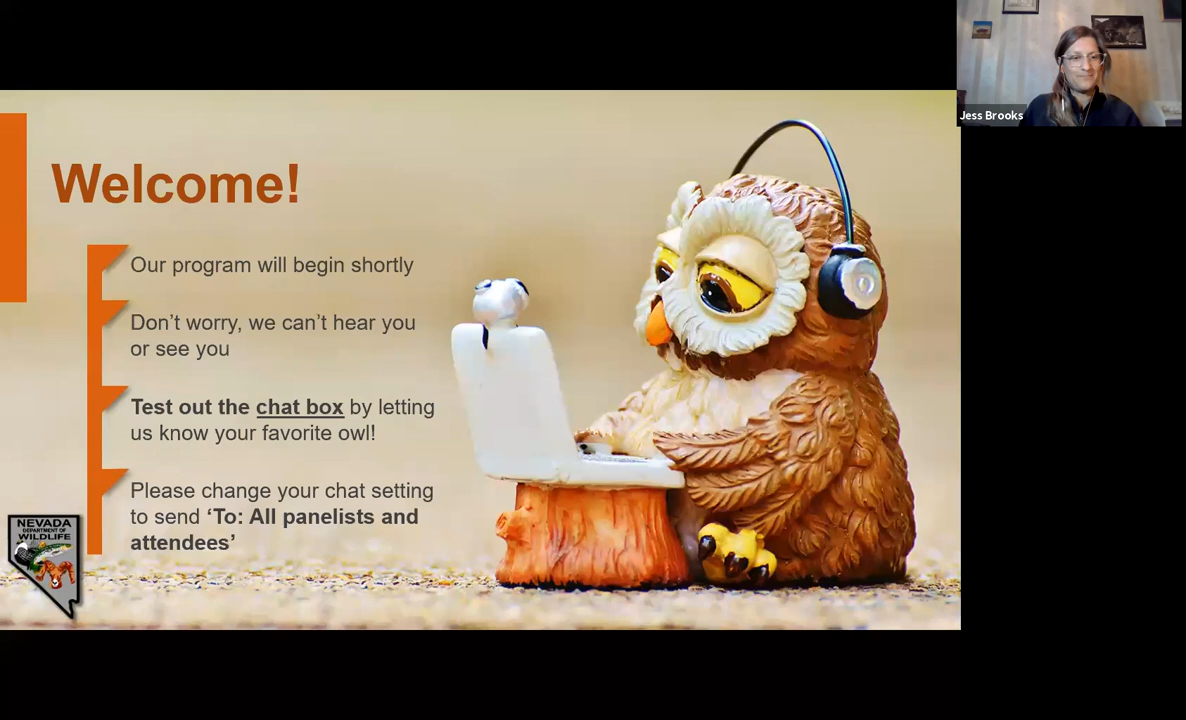 Jess Brooks
Welcome!
Our program will begin shortly
Don’t worry, we can’t hear you
or see you
Test out the chat box by letting
us know your favorite owl!
Please change your chat setting
to send ‘To: All panelists and
attendees’
NEVADA
DEPARTMENT OF
WILDLIFE